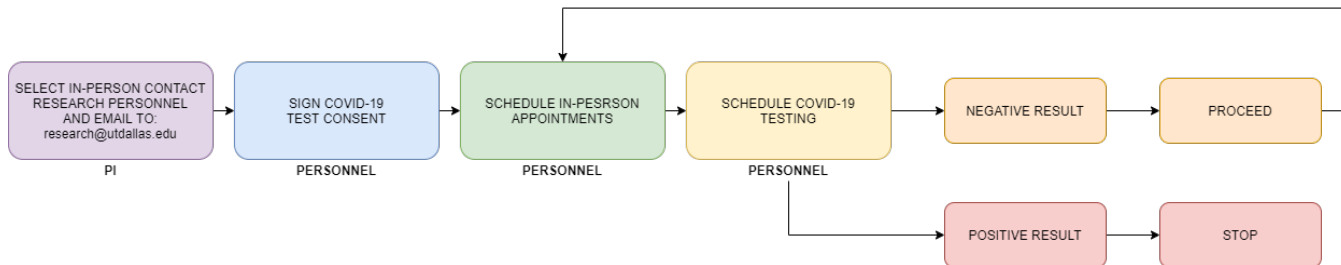 SELECT IN-PERSON CONTACT
RESEARCH PERSONNEL
AND EMAIL TO:
research@utdallas.edu
PI
SIGN COVID-19
TEST CONSENT
PERSONNEL
SCHEDULE IN-PESRSON
APPOINTMENTS
PERSONNEL
SCHEDULE COVID-19
TESTING
PERSONNEL
NEGATIVE RESULT
PROCEED
POSITIVE RESULT
STOP